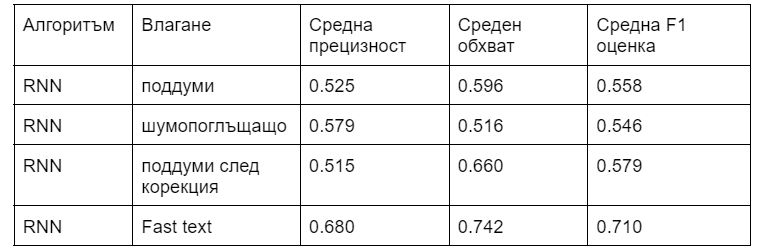 Алгоритъм Влагане Средна Среден Средна F1
прецизност обхват оценка
RNN поддуми 0.525 0.596 0.558
RNN шумопоглъщащо 0.579 0.516 0.546
RNN поддуми след 0.515 0.660 0.579
корекция
RNN Fast text 0.680 0.742 0.710